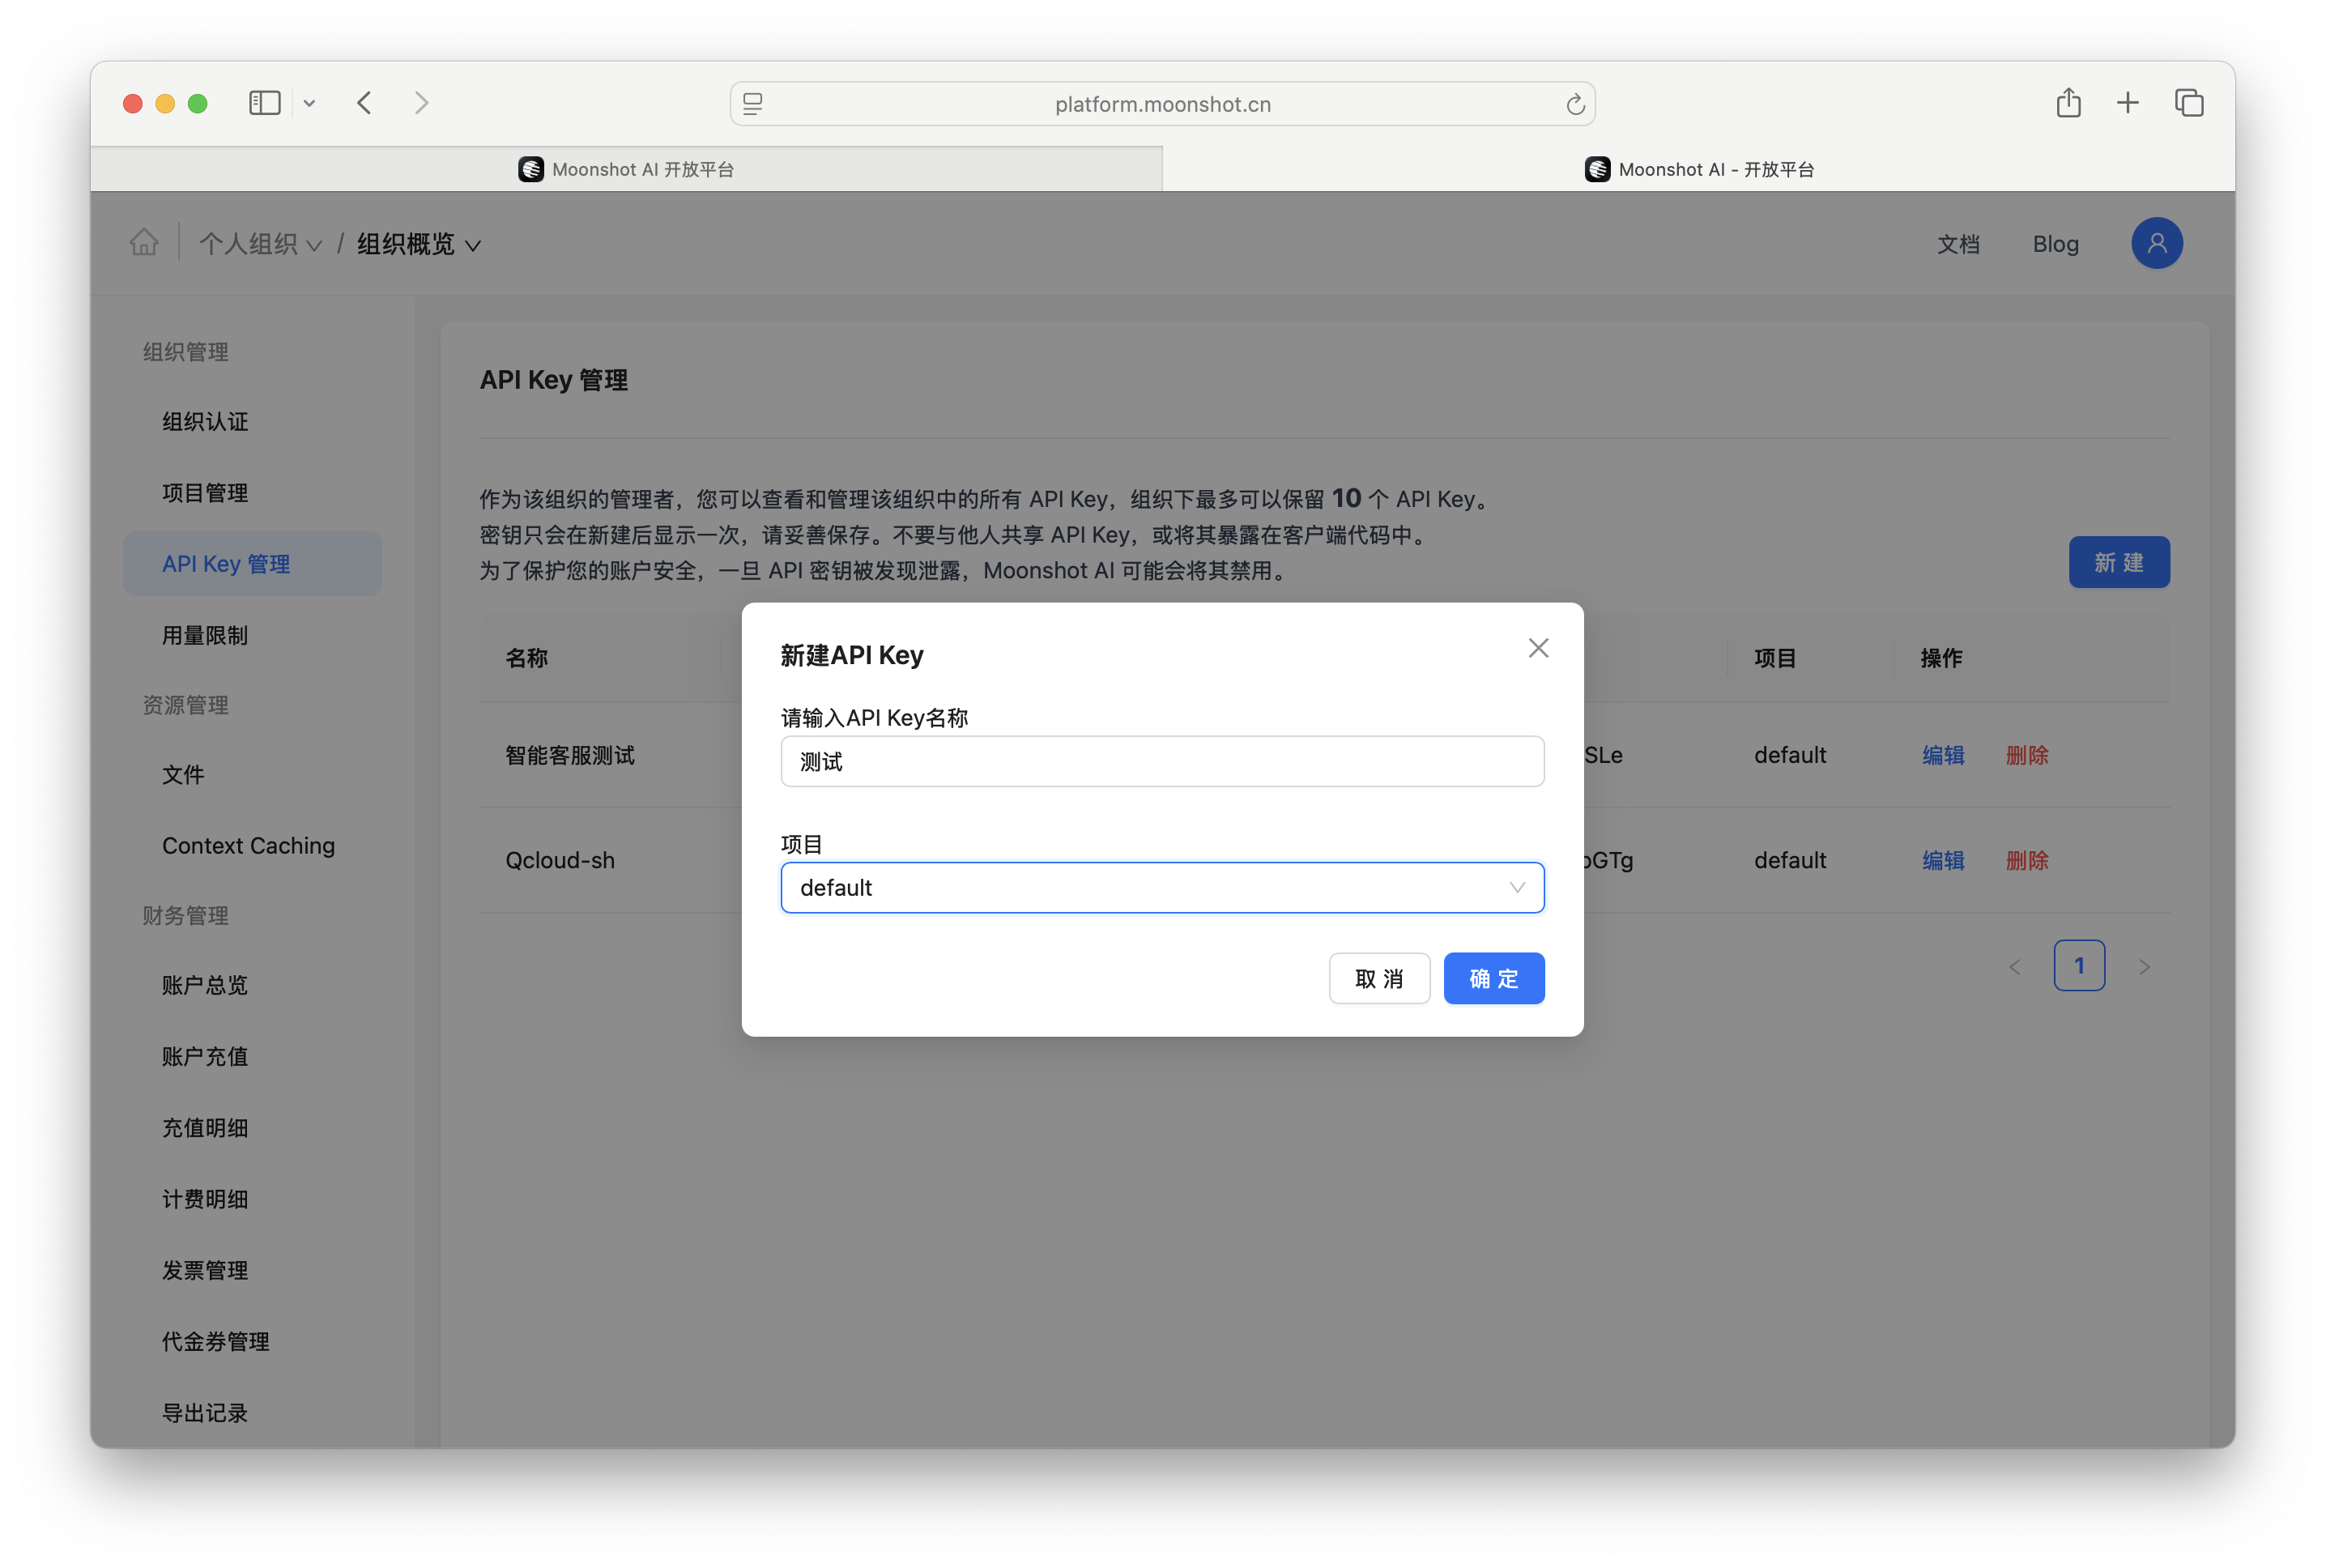 platform.moonshot.cn
Moonshot AI 开放平台
Moonshot AI - 开放平台
个人组织 / 组织概览
文档
Blog
组织管理
组织认证
项目管理
API Key 管理
用量限制
资源管理
文件
Context Caching
财务管理
账户总览
账户充值
充值明细
计费明细
发票管理
代金券管理
导出记录
API Key 管理
作为该组织的管理者，您可以查看和管理该组织中的所有 API Key，组织下最多可以保留 10 个 API Key。
密钥只会在新建后显示一次，请妥善保存。不要与他人共享 API Key，或将其暴露在客户端代码中。
为了保护您的账户安全，一旦 API 密钥被发现泄露，Moonshot AI 可能会将其禁用。
新 建
名称
项目
操作
智能客服测试
SLe
default
编辑
删除
Qcloud-sh
GTg
default
编辑
删除
1
新建API Key
请输入API Key名称
测试
项目
default
取 消
确 定